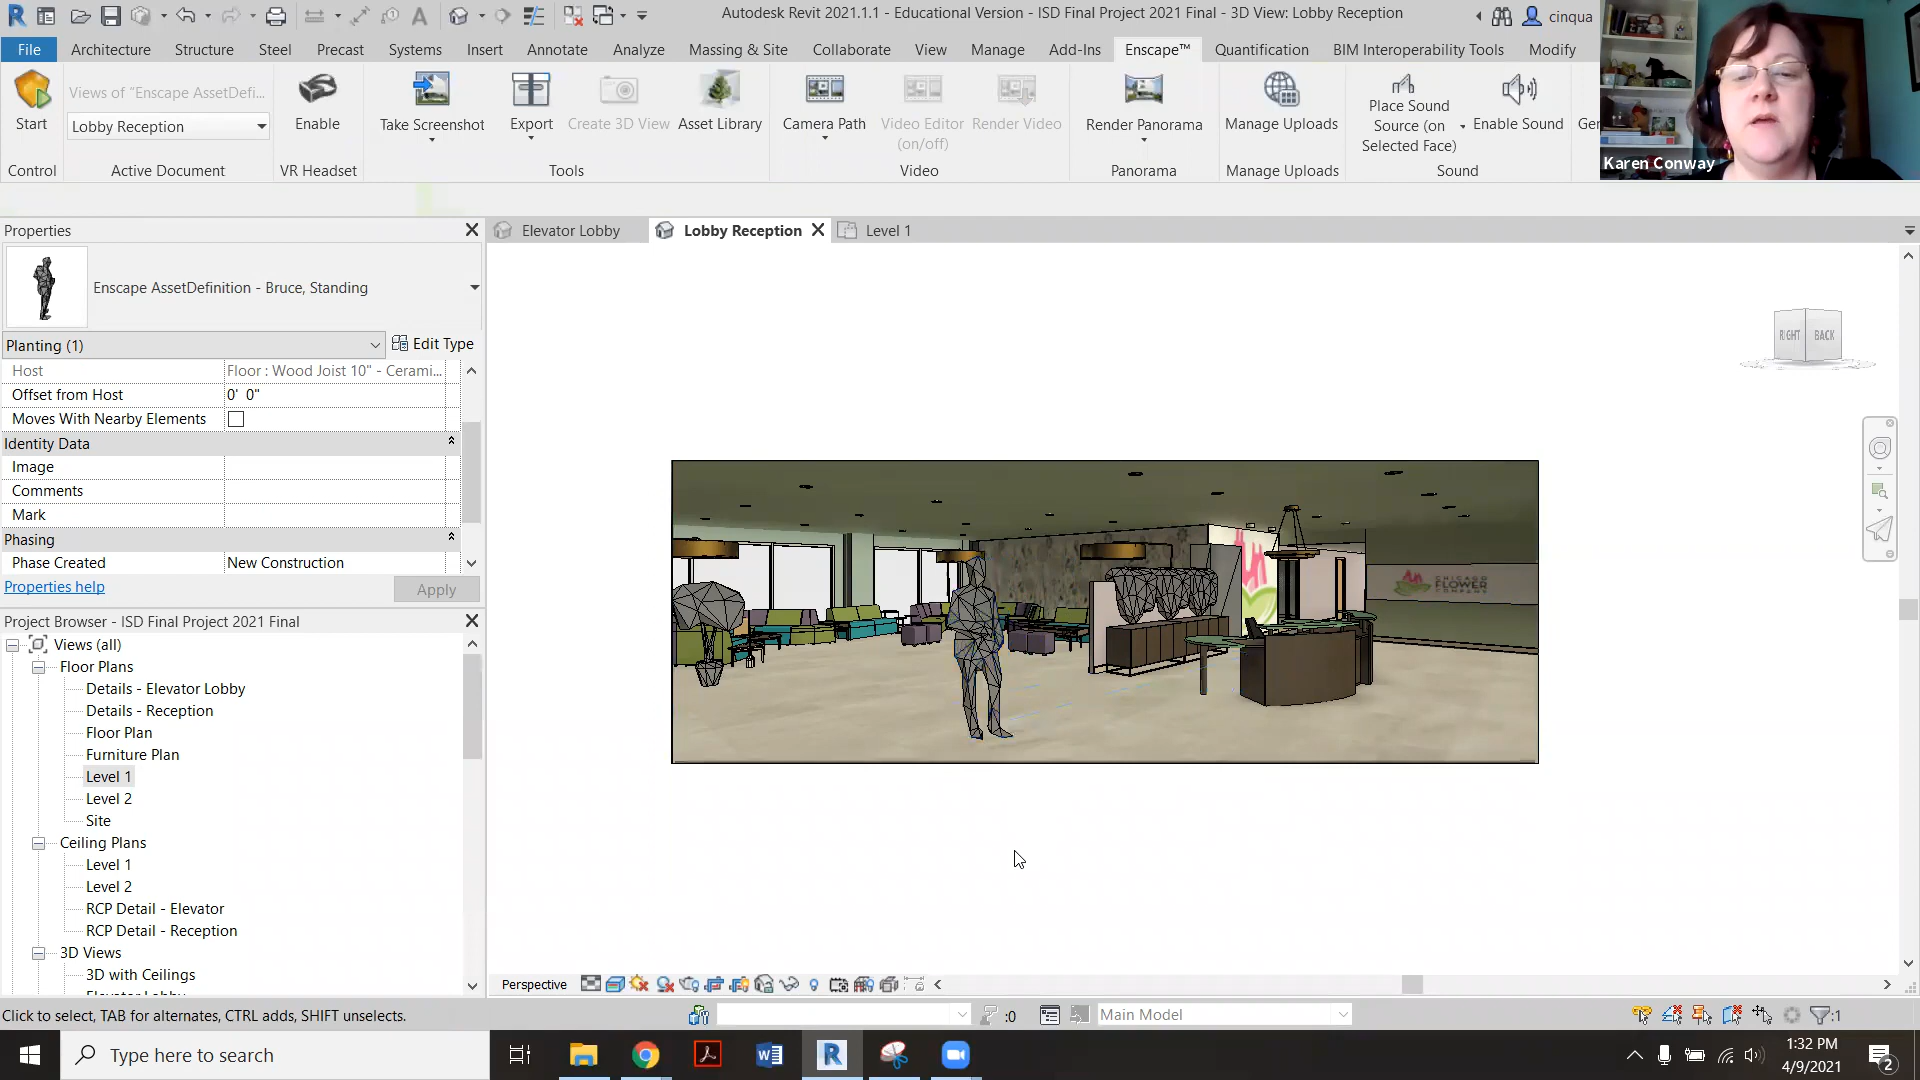 Autodesk Revit 2021.1.1 - Educational Version - ISD Final Project 2021 Final - 3D View: Lobby Reception
cinqua
File Architecture Structure Steel Precast Systems Insert Annotate Analyze Massing & Site Collaborate View Manage Add-Ins Enscape™ Quantification BIM Interoperability Tools Modify
Start
Views of "Enscape AssetDefi...
Lobby Reception
Enable
Take Screenshot
Export
Create 3D View
Asset Library
Camera Path
Video Editor
(on/off)
Render Video
Render Panorama
Manage Uploads
Place Sound
Source (on
Selected Face)
Enable Sound
Ger
Control
Active Document
VR Headset
Tools
Video
Panorama
Manage Uploads
Sound
Karen Conway
Properties
Elevator Lobby
Lobby Reception
Level 1
Enscape AssetDefinition - Bruce, Standing
Planting (1)
Edit Type
Host Floor : Wood Joist 10" - Cerami...
Offset from Host 0' 0"
Moves With Nearby Elements
Identity Data
Image
Comments
Mark
Phasing
Phase Created New Construction
Properties help
Apply
RIGHT BACK
CHICAGO
FLOWER
COMPANY
Project Browser - ISD Final Project 2021 Final
Views (all)
Floor Plans
Details - Elevator Lobby
Details - Reception
Floor Plan
Furniture Plan
Level 1
Level 2
Site
Ceiling Plans
Level 1
Level 2
RCP Detail - Elevator
RCP Detail - Reception
3D Views
3D with Ceilings
Elevator Lobby
Perspective
Click to select, TAB for alternates, CTRL adds, SHIFT unselects.
:0
Main Model
:1
Type here to search
1:32 PM
4/9/2021
2